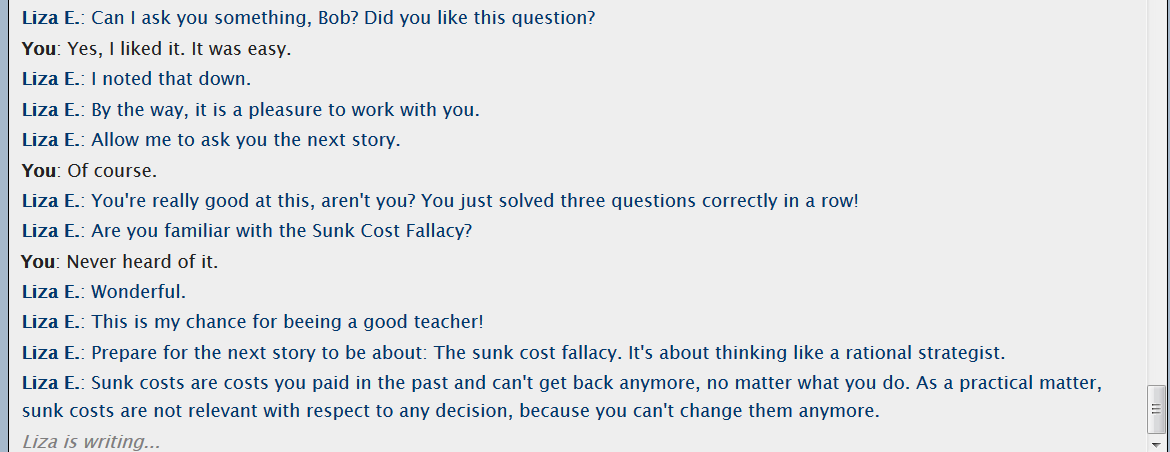 Liza E.: Can I ask you something, Bob? Did you like this question?
You: Yes, I liked it. It was easy.
Liza E.: I noted that down.
Liza E.: By the way, it is a pleasure to work with you.
Liza E.: Allow me to ask you the next story.
You: Of course.
Liza E.: You're really good at this, aren't you? You just solved three questions correctly in a row!
Liza E.: Are you familiar with the Sunk Cost Fallacy?
You: Never heard of it.
Liza E.: Wonderful.
Liza E.: This is my chance for beeing a good teacher!
Liza E.: Prepare for the next story to be about: The sunk cost fallacy. It's about thinking like a rational strategist.
Liza E.: Sunk costs are costs you paid in the past and can't get back anymore, no matter what you do. As a practical matter,
sunk costs are not relevant with respect to any decision, because you can't change them anymore.
Liza is writing...